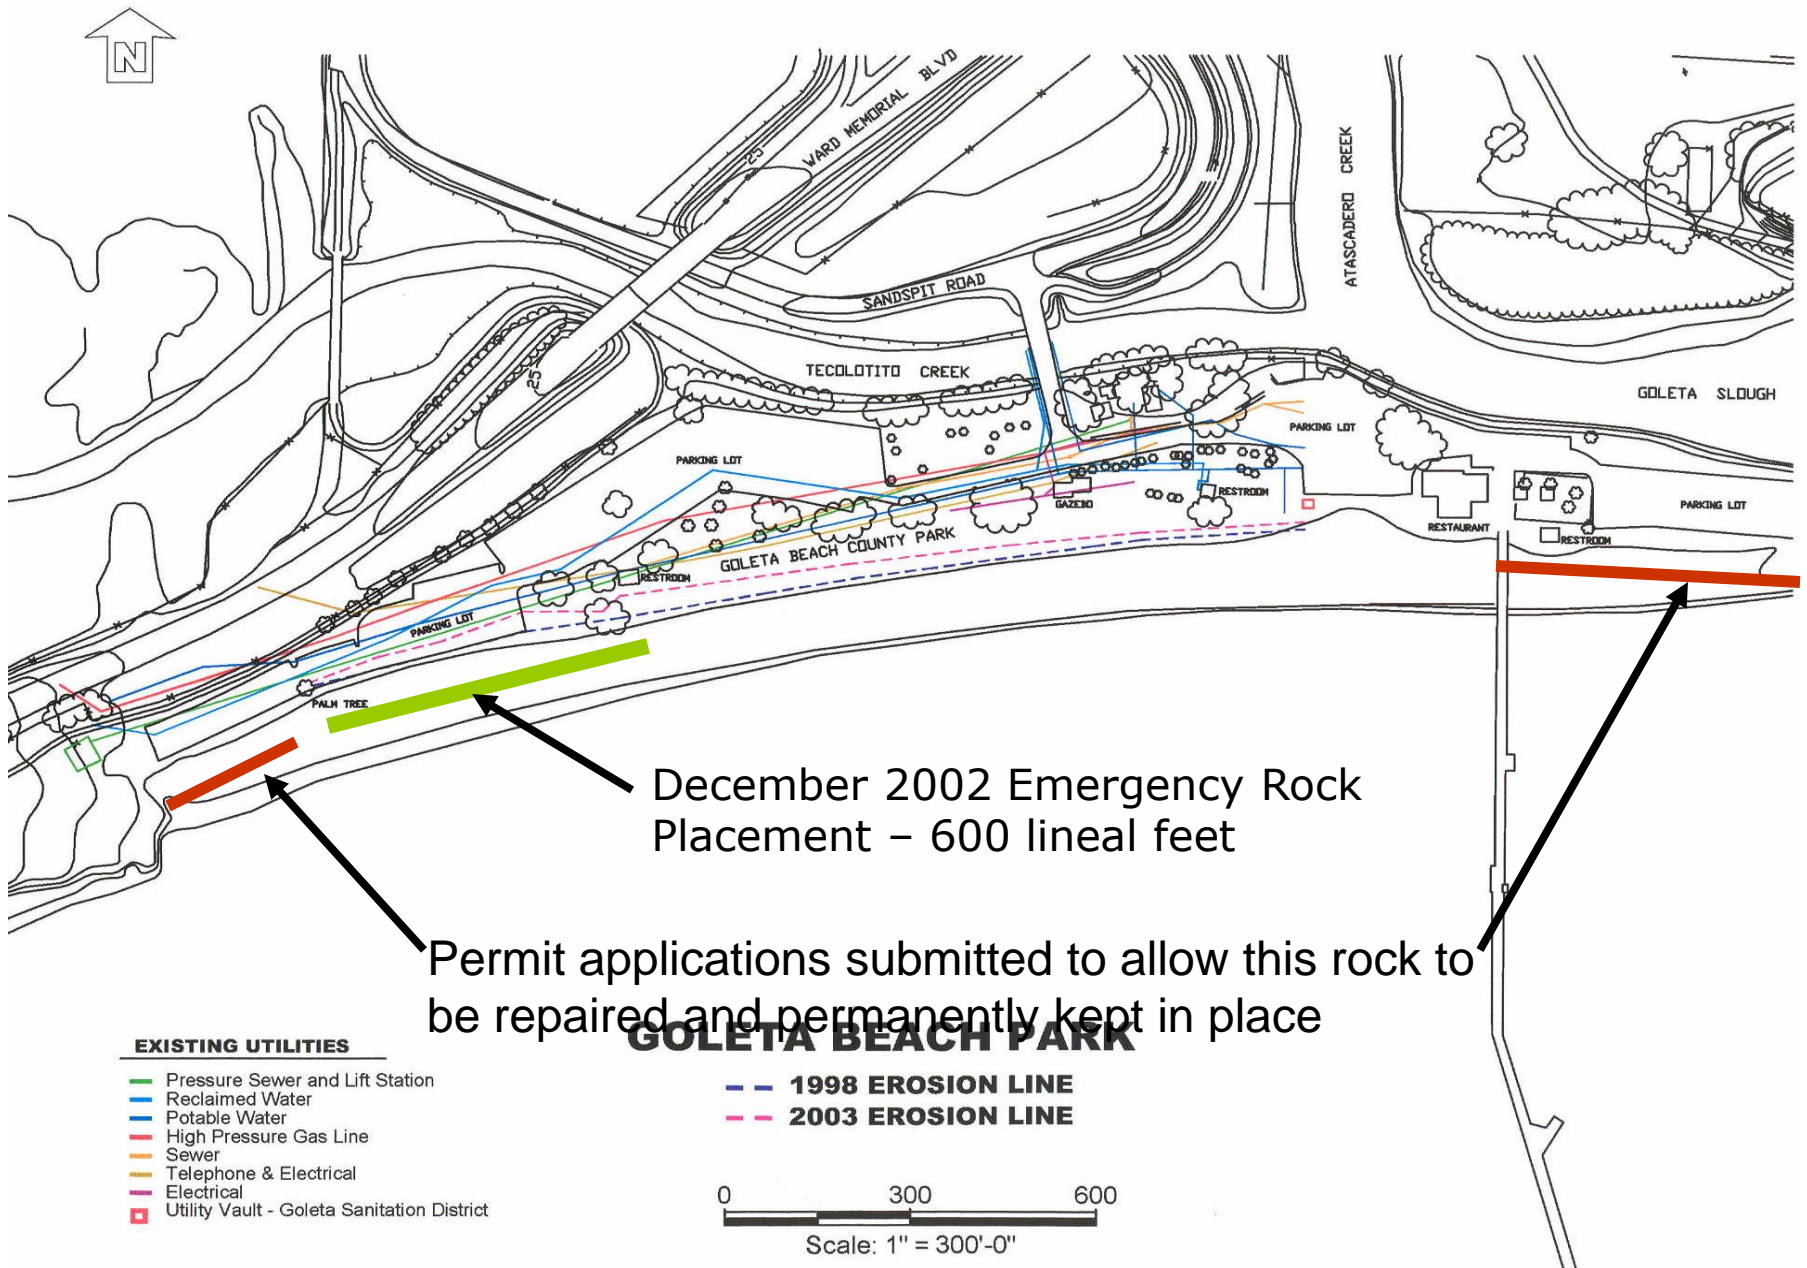 N
WARD MEMORIAL BLVD
25
ATASCADERO CREEK
SANDSPIT ROAD
TECOLOTITO CREEK
25
GOLETA SLOUGH
PARKING LOT
PARKING LOT
RESTROOM
GAZEBO
PARKING LOT
RESTAURANT
RESTROOM
GOLETA BEACH COUNTY PARK
RESTROOM
PARKING LOT
PALM TREE
December 2002 Emergency Rock
Placement – 600 lineal feet
Permit applications submitted to allow this rock to
be repaired and permanently kept in place
GOLETA BEACH PARK
1998 EROSION LINE
2003 EROSION LINE
EXISTING UTILITIES
Pressure Sewer and Lift Station
Reclaimed Water
Potable Water
High Pressure Gas Line
Sewer
Telephone & Electrical
Electrical
Utility Vault - Goleta Sanitation District
0 300 600
Scale: 1" = 300'-0"